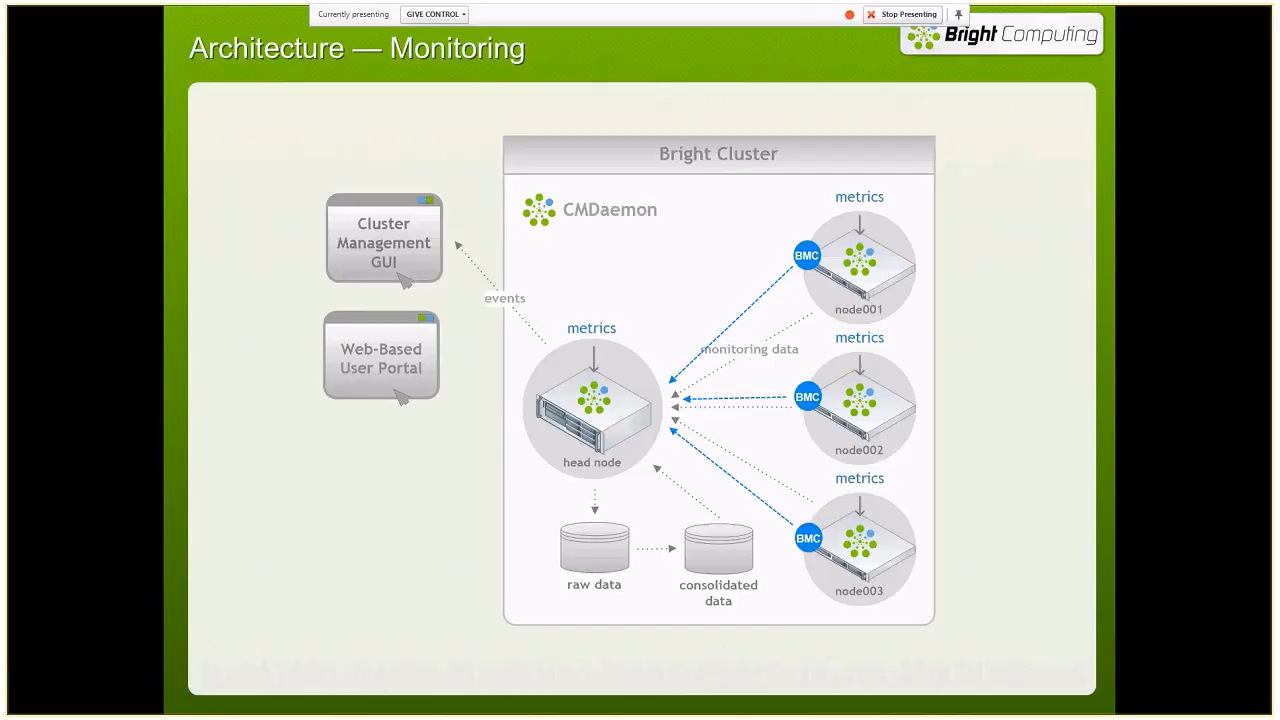 Currently presenting
GIVE CONTROL
Stop Presenting
Architecture — Monitoring
Bright Computing
Bright Cluster
CMDaemon
Cluster
Management
GUI
Web-Based
User Portal
events
metrics
head node
monitoring data
metrics
BMC
node001
metrics
BMC
node002
metrics
BMC
node003
raw data
consolidated
data